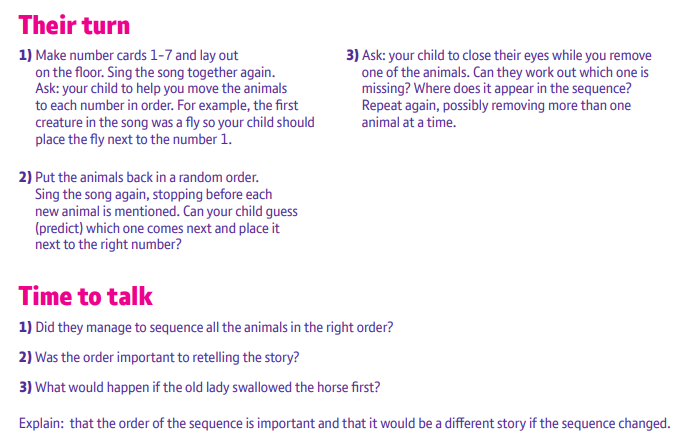 Their turn
1) Make number cards 1-7 and lay out
on the floor. Sing the song together again.
Ask: your child to help you move the animals
to each number in order. For example, the first
creature in the song was a fly so your child should
place the fly next to the number 1.
2) Put the animals back in a random order.
Sing the song again, stopping before each
new animal is mentioned. Can your child guess
(predict) which one comes next and place it
next to the right number?
3) Ask: your child to close their eyes while you remove
one of the animals. Can they work out which one is
missing? Where does it appear in the sequence?
Repeat again, possibly removing more than one
animal at a time.
Time to talk
1) Did they manage to sequence all the animals in the right order?
2) Was the order important to retelling the story?
3) What would happen if the old lady swallowed the horse first?
Explain:  that the order of the sequence is important and that it would be a different story if the sequence changed.